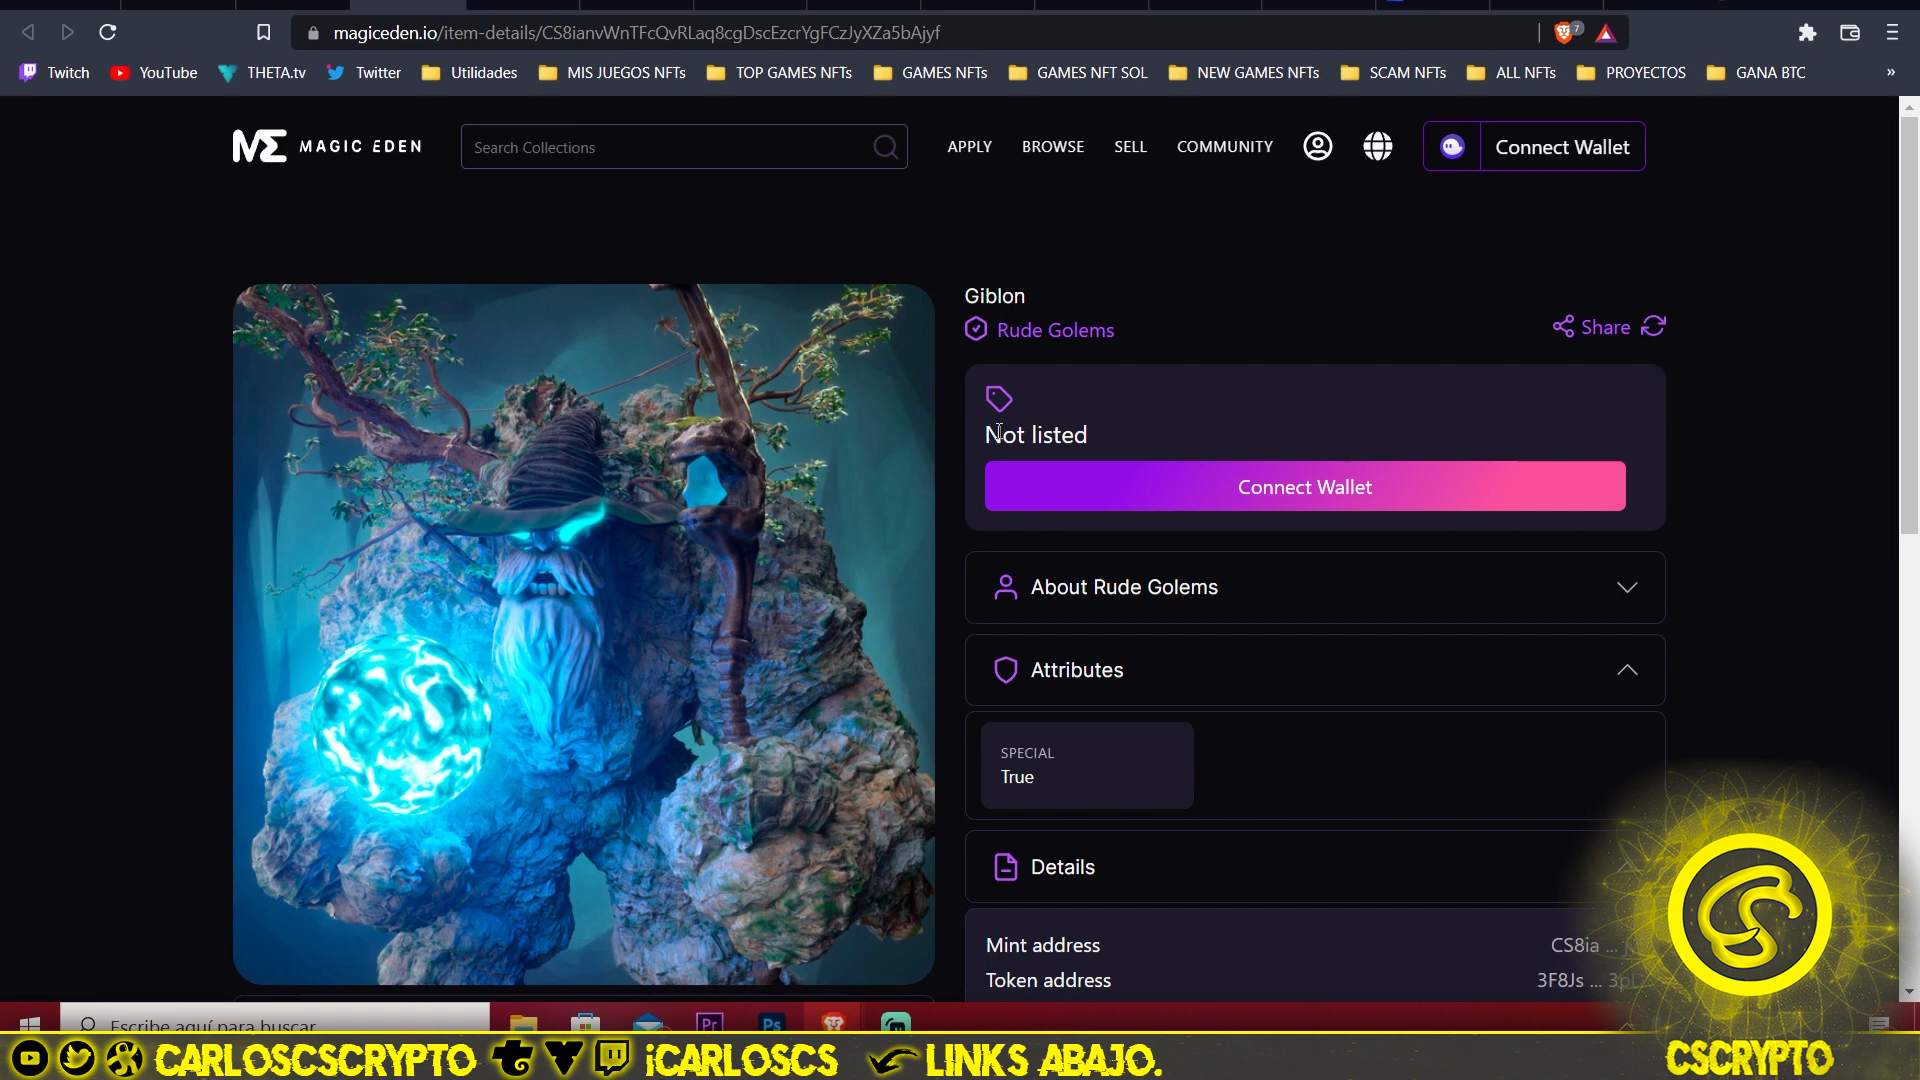 magiceden.io/item-details/CS8ianvWnTFcQvRLaq8cgDscEzcrYgFCzJyXZa5bAjyf
7
Twitch YouTube THETA.tv Twitter Utilidades MIS JUEGOS NFTs TOP GAMES NFTs GAMES NFTs GAMES NFT SOL NEW GAMES NFTs SCAM NFTs ALL NFTs PROYECTOS GANA BTC »
MAGIC EDEN
Search Collections
APPLY BROWSE SELL COMMUNITY
Connect Wallet
Giblon
Rude Golems
Share
Not listed
Connect Wallet
About Rude Golems
Attributes
SPECIAL
True
Details
Mint address CS8ia ...
Token address 3F8Js ...
Escribe aquí para buscar
Pr Ps
CARLOSCSCRYPTO iCARLOSCS LINKS ABAJO.
CSCRYPTO